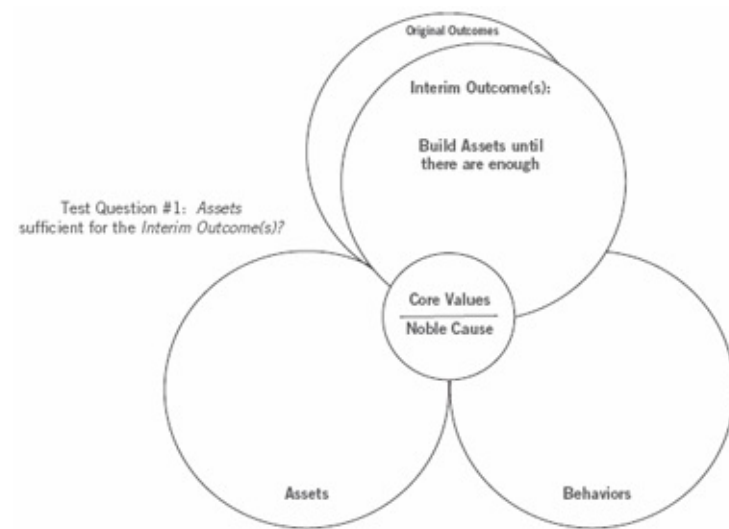 Original Outcomes
Interim Outcome(s):
Build Assets until
there are enough
Test Question #1: Assets
sufficient for the Interim Outcome(s)?
Core Values
Noble Cause
Assets
Behaviors